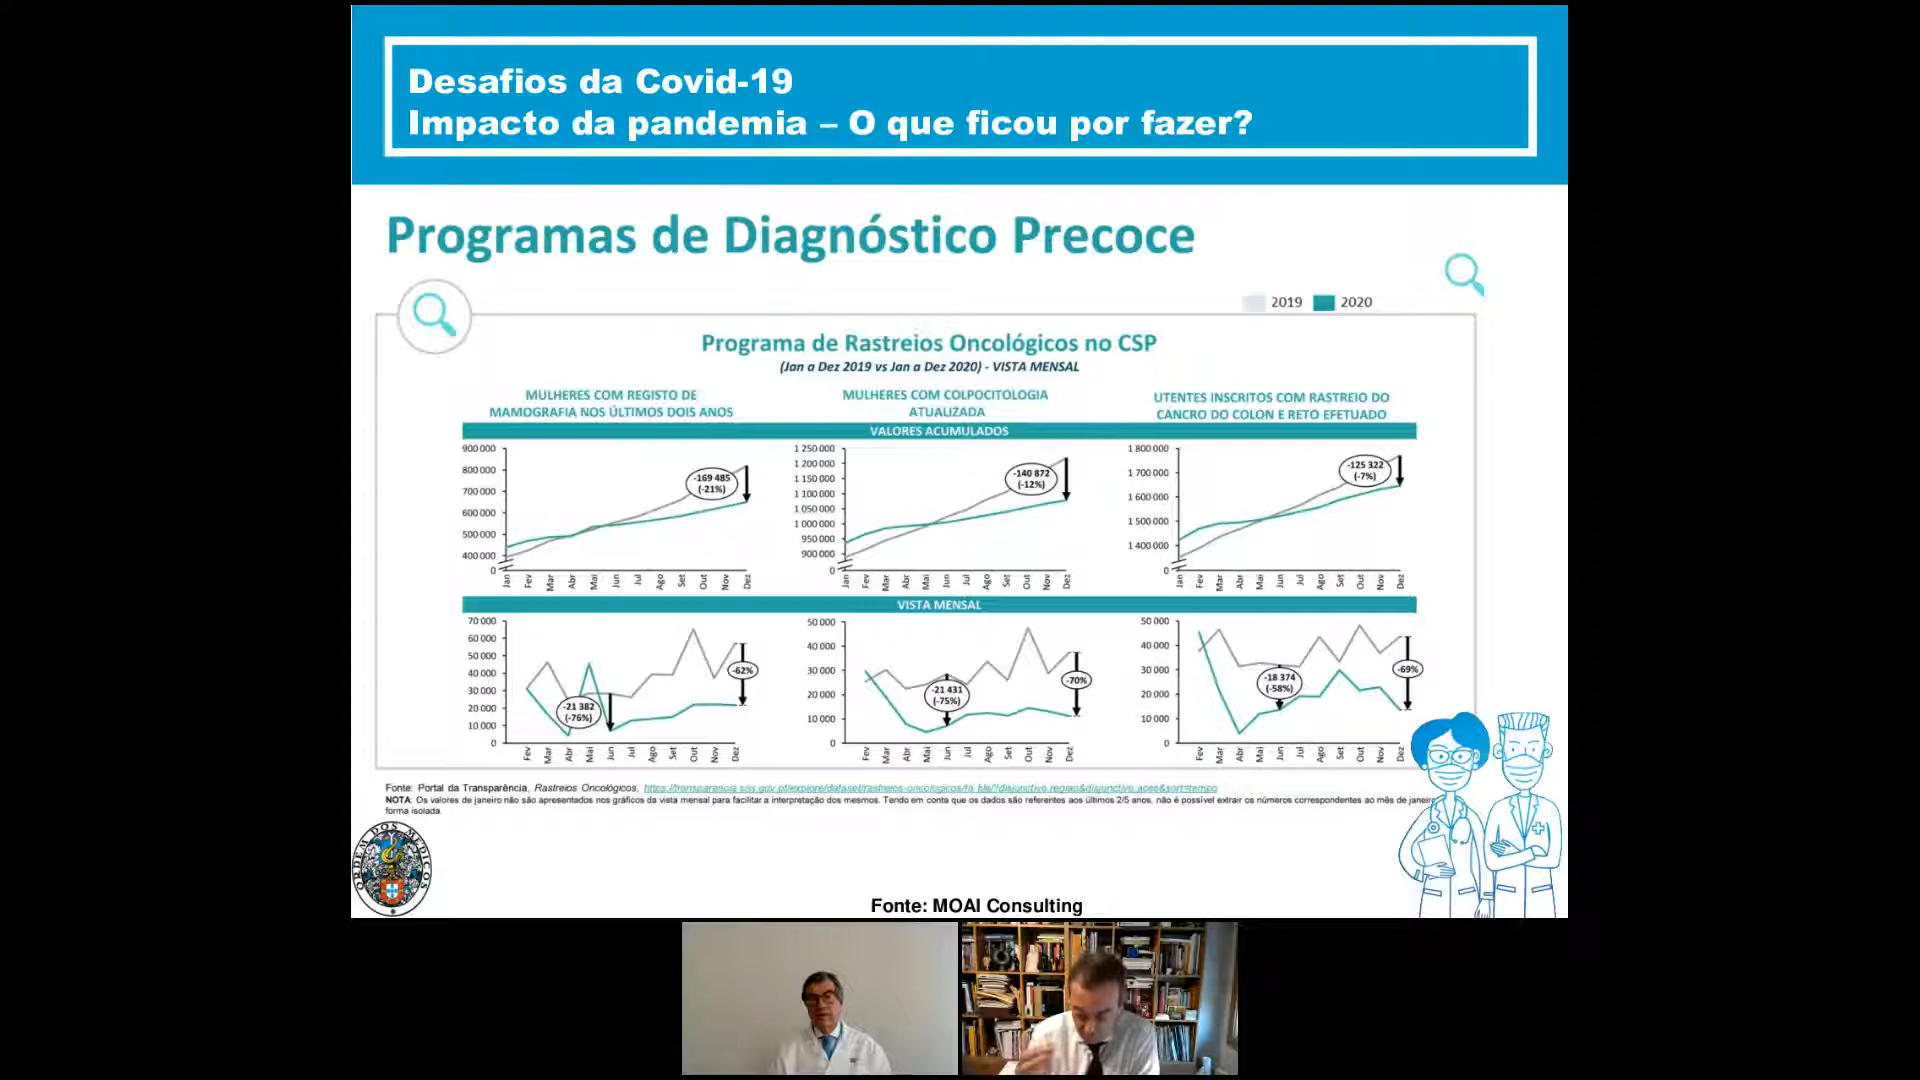 Desafios da Covid-19
Impacto da pandemia – O que ficou por fazer?
Programas de Diagnóstico Precoce
2019 2020
Programa de Rastreios Oncológicos no CSP
(Jan a Dez 2019 vs Jan a Dez 2020) - VISTA MENSAL
MULHERES COM REGISTO DE
MAMOGRAFIA NOS ÚLTIMOS DOIS ANOS
MULHERES COM COLPOCITOLOGIA
ATUALIZADA
UTENTES INSCRITOS COM RASTREIO DO
CANCRO DO COLON E RETO EFETUADO
VALORES ACUMULADOS
900 000
800 000
700 000
600 000
500 000
400 000
0
-169 485
(-21%)
Jan Fev Mar Abr Mai Jun Jul Ago Set Out Nov Dez
1 250 000
1 200 000
1 150 000
1 100 000
1 050 000
1 000 000
950 000
900 000
0
-140 872
(-12%)
Jan Fev Mar Abr Mai Jun Jul Ago Set Out Nov Dez
1 800 000
1 700 000
1 600 000
1 500 000
1 400 000
0
-125 322
(-7%)
Jan Fev Mar Abr Mai Jun Jul Ago Set Out Nov Dez
VISTA MENSAL
70 000
60 000
50 000
40 000
30 000
20 000
10 000
0
-21 382
(-76%)
-62%
Fev Mar Abr Mai Jun Jul Ago Set Out Nov Dez
50 000
40 000
30 000
20 000
10 000
0
-21 431
(-75%)
-70%
Fev Mar Abr Mai Jun Jul Ago Set Out Nov Dez
50 000
40 000
30 000
20 000
10 000
0
-18 374
(-58%)
-69%
Fev Mar Abr Mai Jun Jul Ago Set Out Nov Dez
Fonte: Portal da Transparência, Rastreios Oncológicos,
NOTA: Os valores de janeiro não são apresentados nos gráficos da vista mensal para facilitar a interpretação dos mesmos. Tendo em conta que os dados são referentes aos últimos 2/5 anos, não é possível extrair os números correspondentes ao mês de janeiro
forma isolada.
ORDEM DOS MEDICOS
Fonte: MOAI Consulting